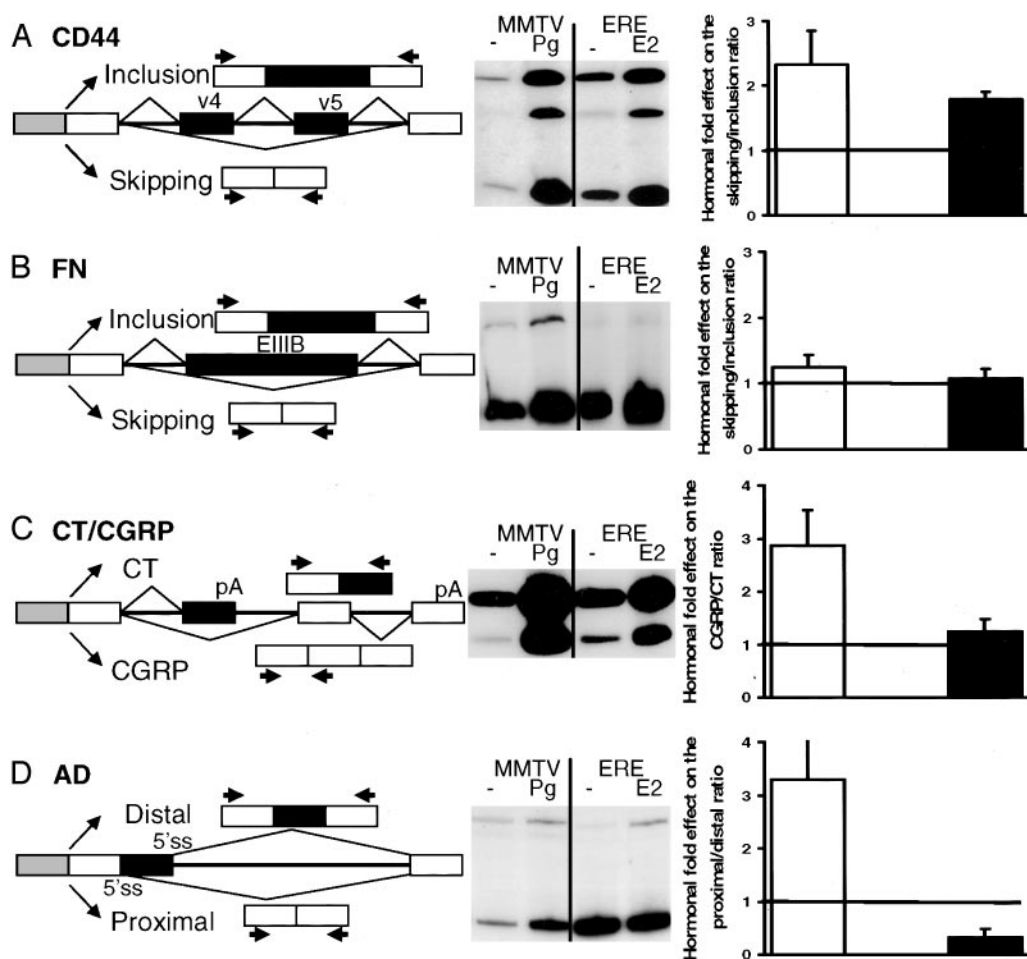 A CD44
Inclusion
v4 v5
Skipping
MMTV ERE
- Pg - E2
Hormonal fold effect on the
skipping/inclusion ratio
3
2
1
0
B FN
Inclusion
EIIIB
Skipping
MMTV ERE
- Pg - E2
Hormonal fold effect on the
skipping/inclusion ratio
3
2
1
0
C CT/CGRP
CT
pA pA
CGRP
MMTV ERE
- Pg - E2
Hormonal fold effect on the
CGRP/CT ratio
4
3
2
1
0
D AD
Distal
5'ss
5'ss
Proximal
MMTV ERE
- Pg - E2
Hormonal fold effect on the
proximal/distal ratio
4
3
2
1
0